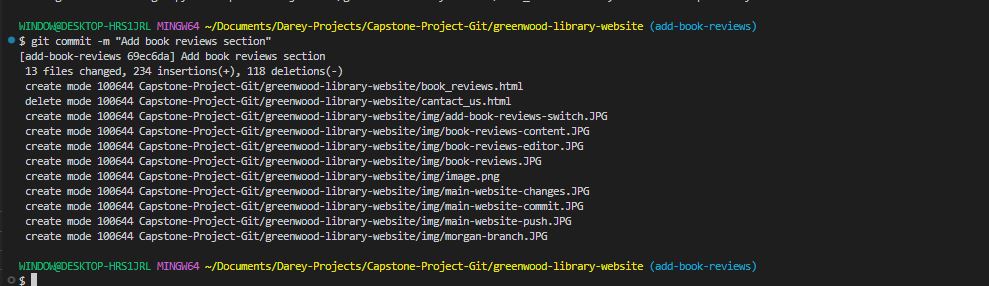 WINDOW@DESKTOP-HRS1JRL MINGW64 ~/Documents/Darey-Projects/Capstone-Project-Git/greenwood-library-website (add-book-reviews)
$ git commit -m "Add book reviews section"
[add-book-reviews 69ec6da] Add book reviews section
 13 files changed, 234 insertions(+), 118 deletions(-)
 create mode 100644 Capstone-Project-Git/greenwood-library-website/book_reviews.html
 delete mode 100644 Capstone-Project-Git/greenwood-library-website/cantact_us.html
 create mode 100644 Capstone-Project-Git/greenwood-library-website/img/add-book-reviews-switch.JPG
 create mode 100644 Capstone-Project-Git/greenwood-library-website/img/book-reviews-content.JPG
 create mode 100644 Capstone-Project-Git/greenwood-library-website/img/book-reviews-editor.JPG
 create mode 100644 Capstone-Project-Git/greenwood-library-website/img/book-reviews.JPG
 create mode 100644 Capstone-Project-Git/greenwood-library-website/img/image.png
 create mode 100644 Capstone-Project-Git/greenwood-library-website/img/main-website-changes.JPG
 create mode 100644 Capstone-Project-Git/greenwood-library-website/img/main-website-commit.JPG
 create mode 100644 Capstone-Project-Git/greenwood-library-website/img/main-website-push.JPG
 create mode 100644 Capstone-Project-Git/greenwood-library-website/img/morgan-branch.JPG
WINDOW@DESKTOP-HRS1JRL MINGW64 ~/Documents/Darey-Projects/Capstone-Project-Git/greenwood-library-website (add-book-reviews)
$